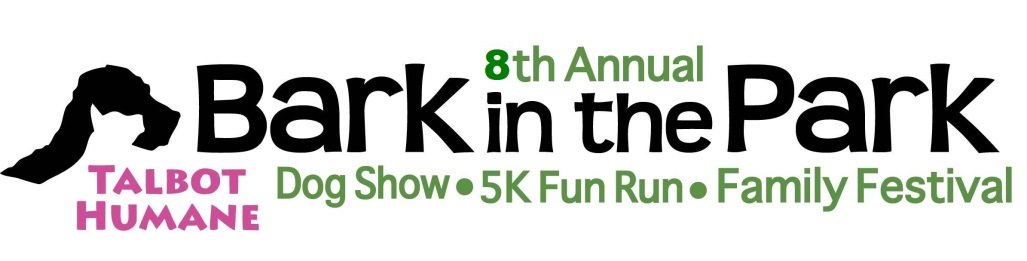 8th Annual
Bark in the Park
TALBOT
HUMANE
Dog Show • 5K Fun Run • Family Festival